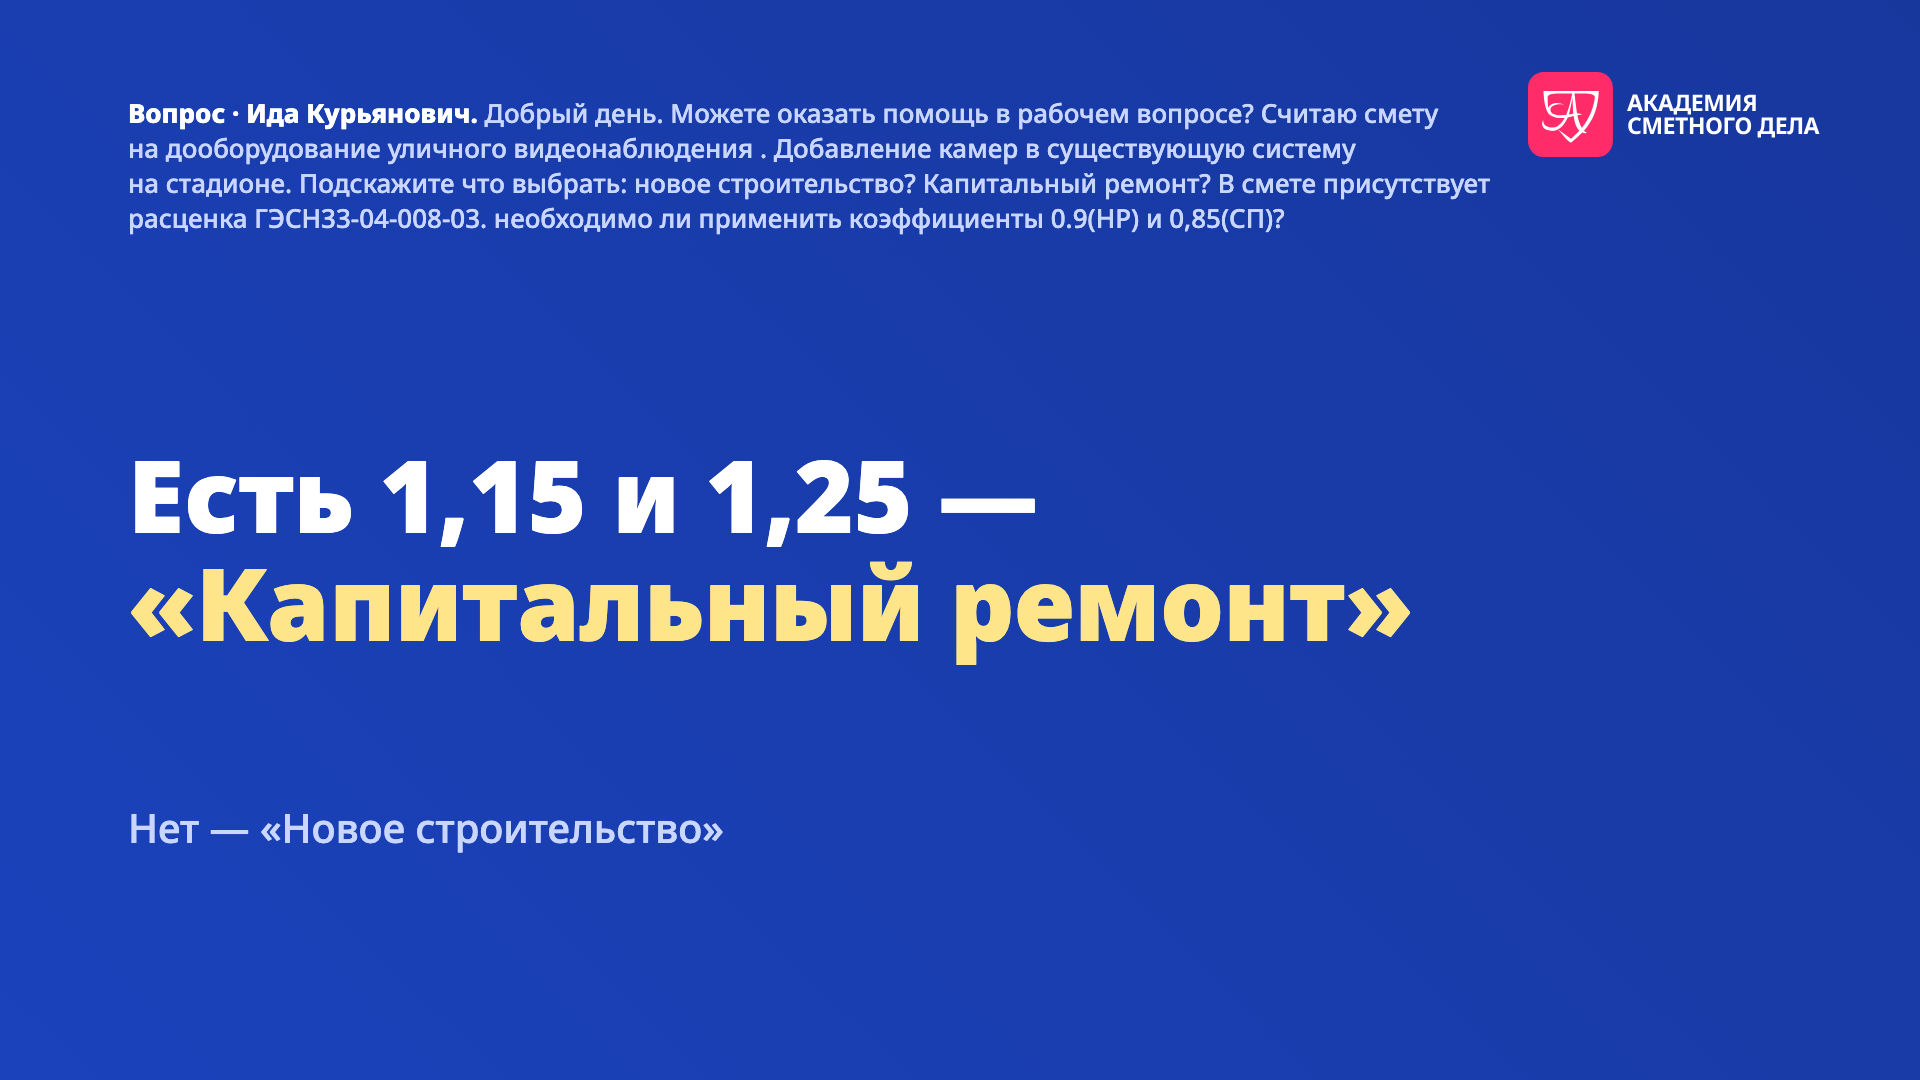 Вопрос · Ида Курьянович. Добрый день. Можете оказать помощь в рабочем вопросе? Считаю смету
на дооборудование уличного видеонаблюдения . Добавление камер в существующую систему
на стадионе. Подскажите что выбрать: новое строительство? Капитальный ремонт? В смете присутствует
расценка ГЭСН33-04-008-03. необходимо ли применить коэффициенты 0.9(НР) и 0,85(СП)?
АКАДЕМИЯ
СМЕТНОГО ДЕЛА
Есть 1,15 и 1,25 —
«Капитальный ремонт»
Нет — «Новое строительство»